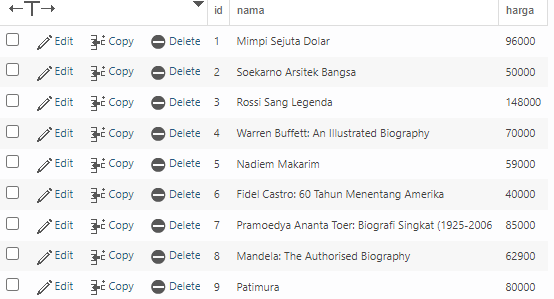 id nama harga
Edit Copy Delete 1 Mimpi Sejuta Dolar 96000
Edit Copy Delete 2 Soekarno Arsitek Bangsa 50000
Edit Copy Delete 3 Rossi Sang Legenda 148000
Edit Copy Delete 4 Warren Buffett: An Illustrated Biography 70000
Edit Copy Delete 5 Nadiem Makarim 59000
Edit Copy Delete 6 Fidel Castro: 60 Tahun Menentang Amerika 40000
Edit Copy Delete 7 Pramoedya Ananta Toer: Biografi Singkat (1925-2006 85000
Edit Copy Delete 8 Mandela: The Authorised Biography 62900
Edit Copy Delete 9 Patimura 80000